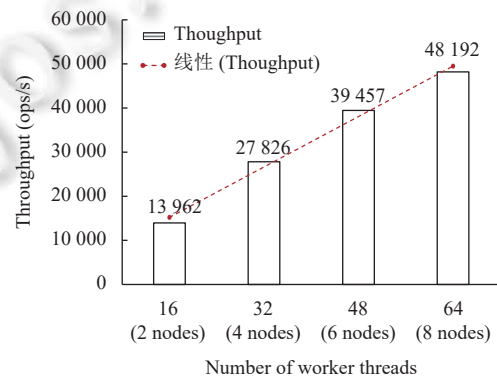 Thoughput
线性 (Thoughput)
60 000
50 000
40 000
30 000
20 000
10 000
0
Throughput (ops/s)
13 962
27 826
39 457
48 192
16
(2 nodes)
32
(4 nodes)
48
(6 nodes)
64
(8 nodes)
Number of worker threads